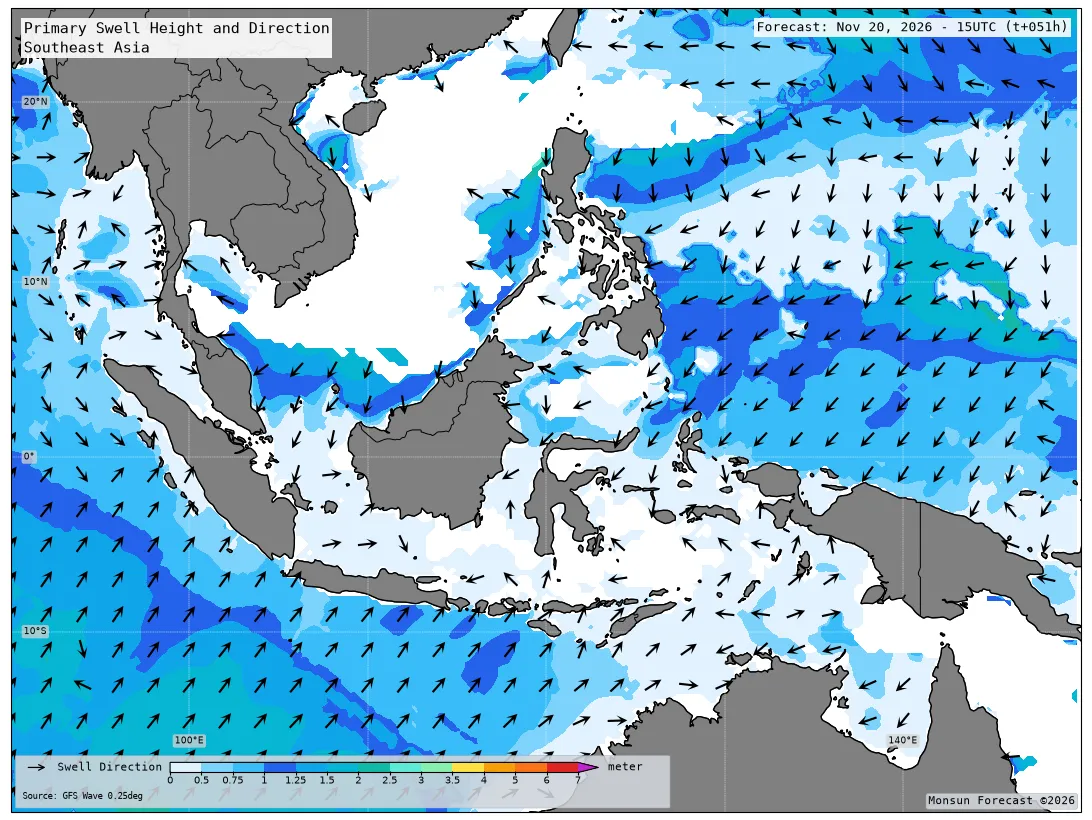 Primary Swell Height and Direction
Southeast Asia
Forecast: Nov 20, 2026 - 15UTC (t+051h)
20°N
10°N
0°
10°S
100°E
140°E
Swell Direction
0 0.5 0.75 1 1.25 1.5 2 2.5 3 3.5 4 5 6 7
meter
Source: GFS Wave 0.25deg
Monsun Forecast ©2026